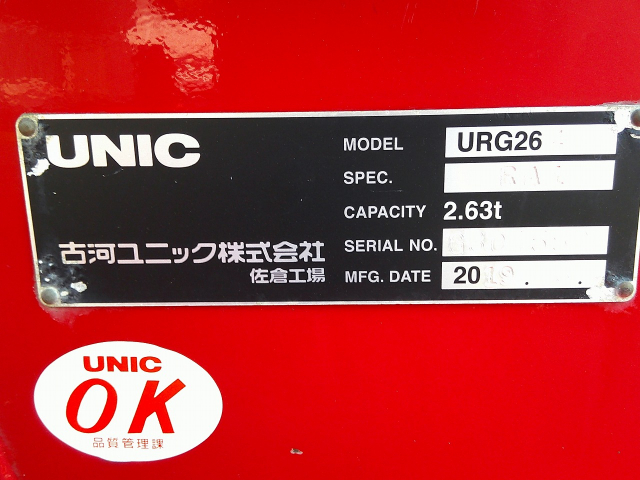 UNIC
MODEL URG26
SPEC.
CAPACITY 2.63t
SERIAL NO.
MFG. DATE 20
古河ユニック株式会社
佐倉工場
UNIC
OK
品質管理課